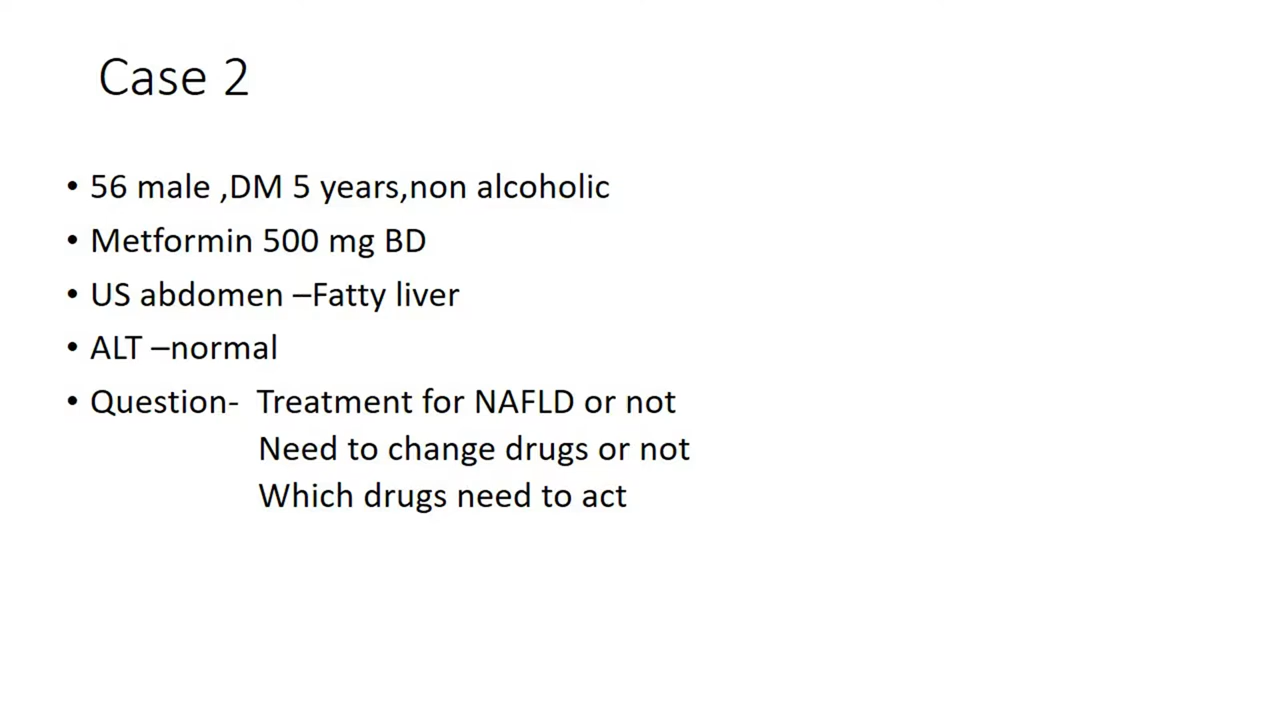 Case 2
• 56 male ,DM 5 years,non alcoholic
• Metformin 500 mg BD
• US abdomen –Fatty liver
• ALT –normal
• Question- Treatment for NAFLD or not
Need to change drugs or not
Which drugs need to act